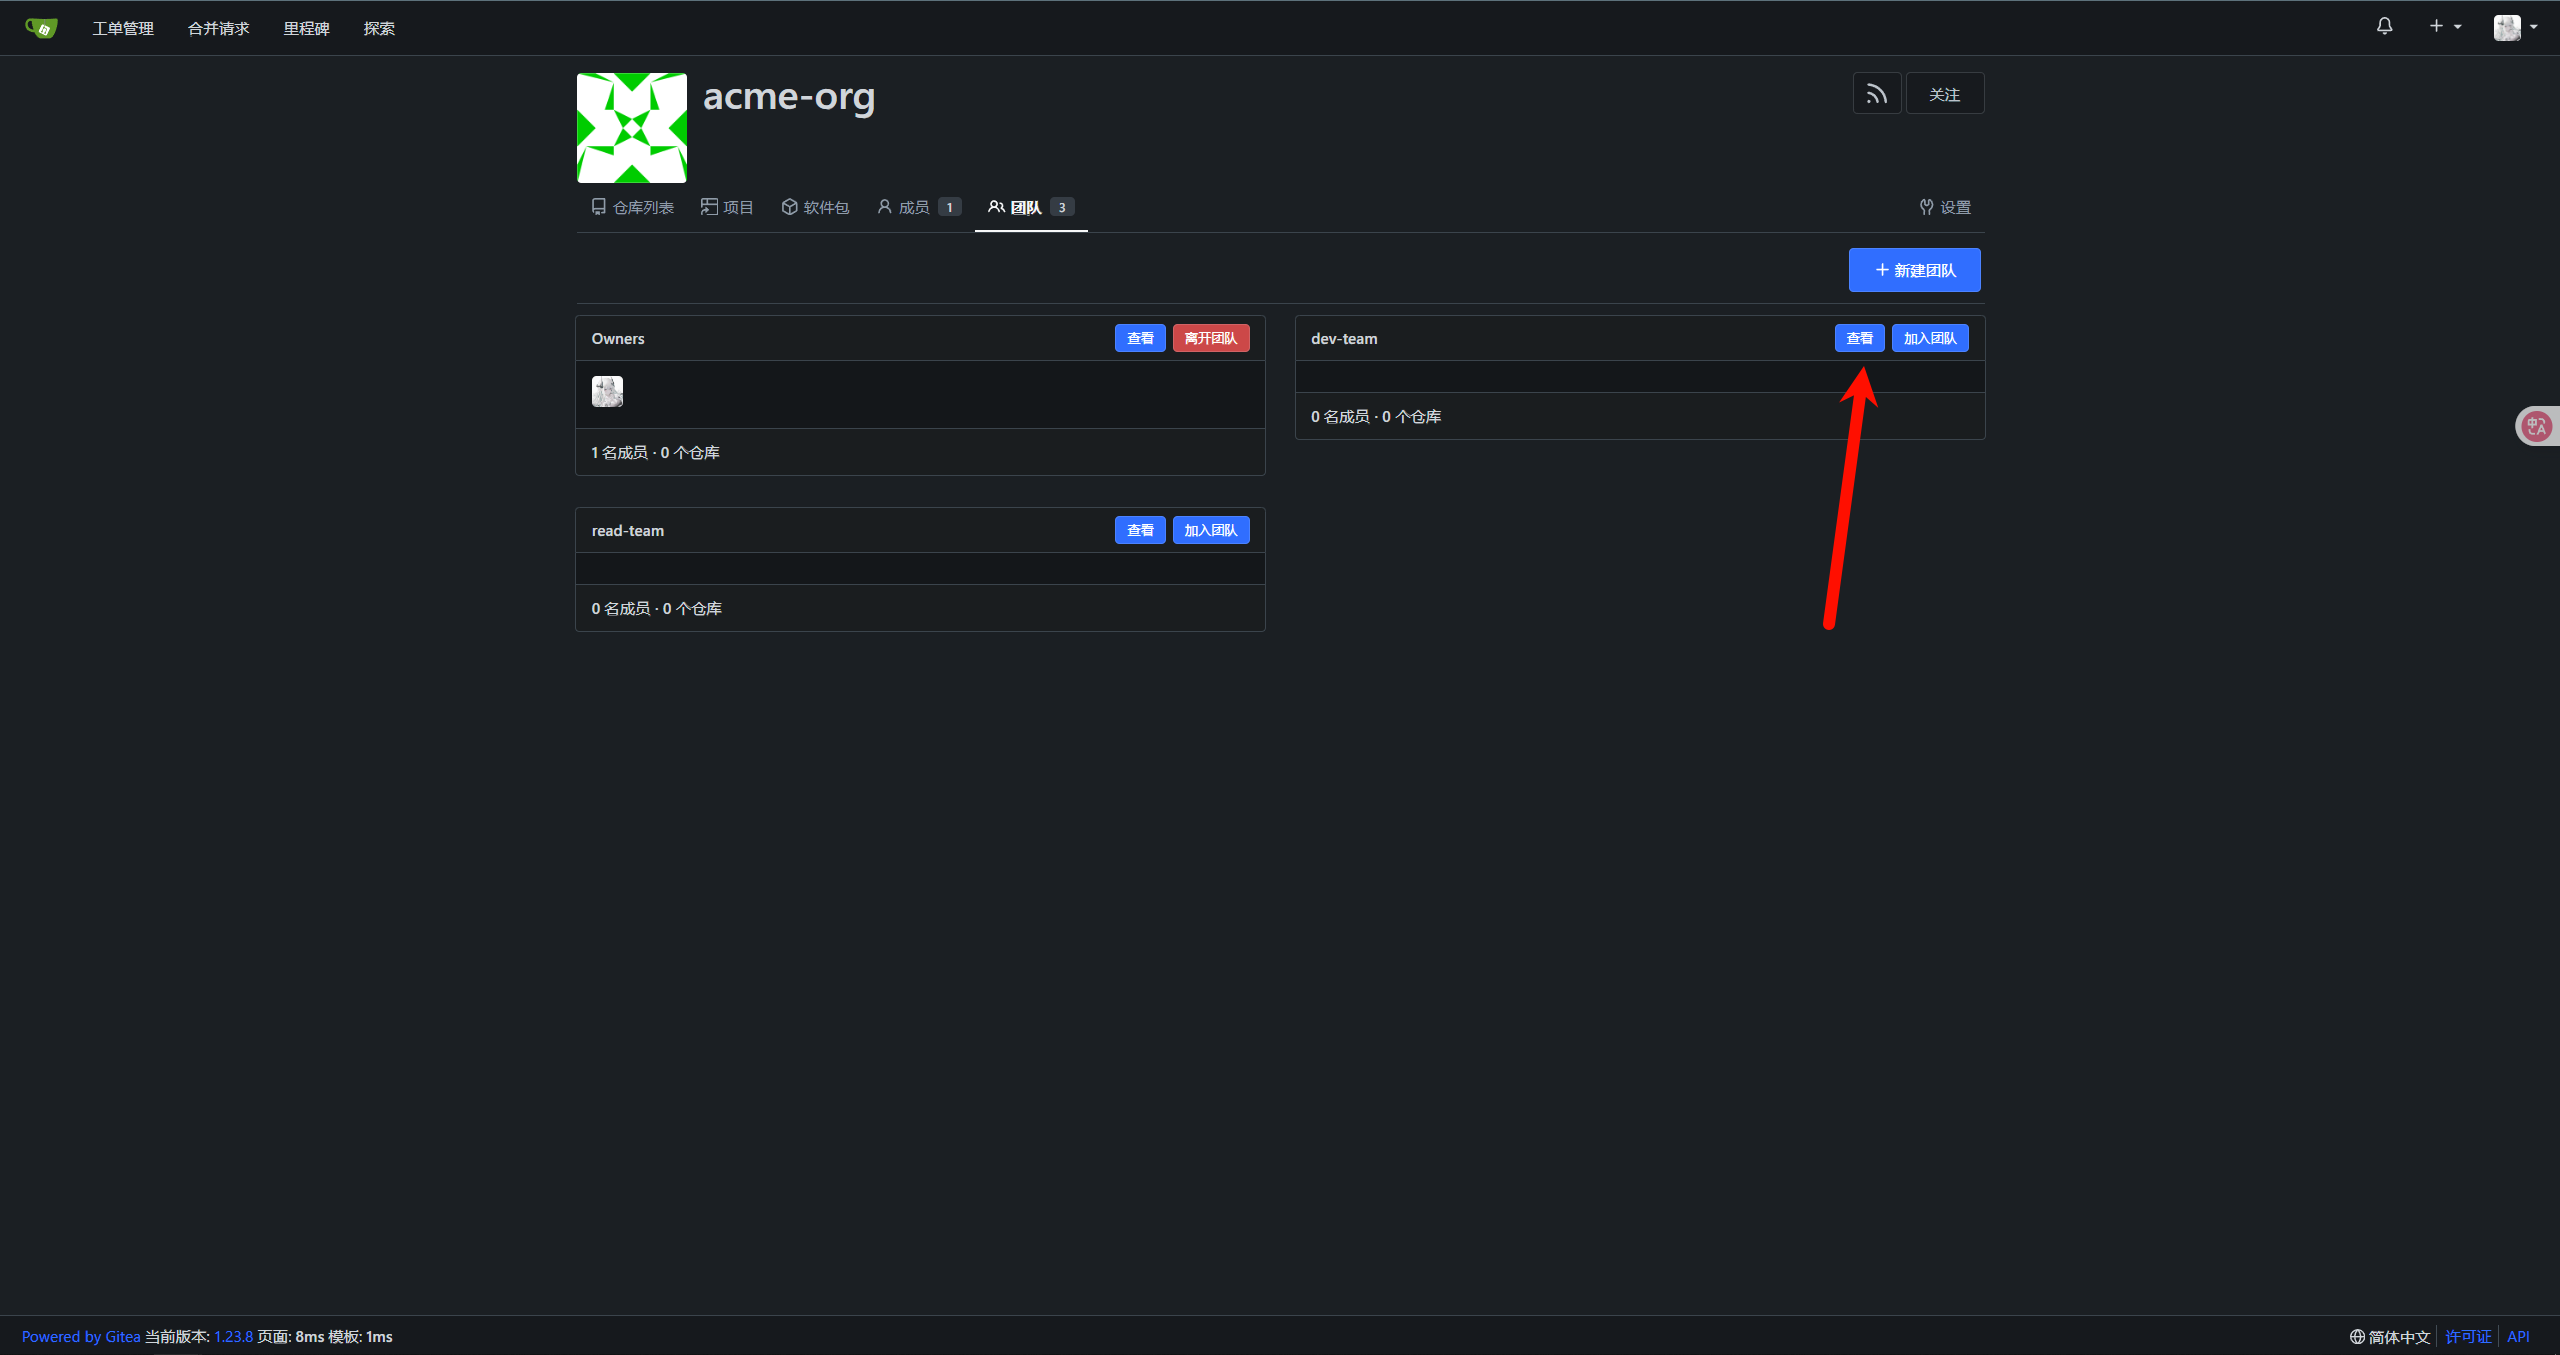 工单管理 合并请求 里程碑 探索
acme-org
关注
仓库列表 项目 软件包 成员 1 团队 3 设置
新建团队
Owners 查看 离开团队
1 名成员 · 0 个仓库
dev-team 查看 加入团队
0 名成员 · 0 个仓库
read-team 查看 加入团队
0 名成员 · 0 个仓库
Powered by Gitea 当前版本: 1.23.8 页面: 8ms 模板: 1ms
简体中文 许可证 API